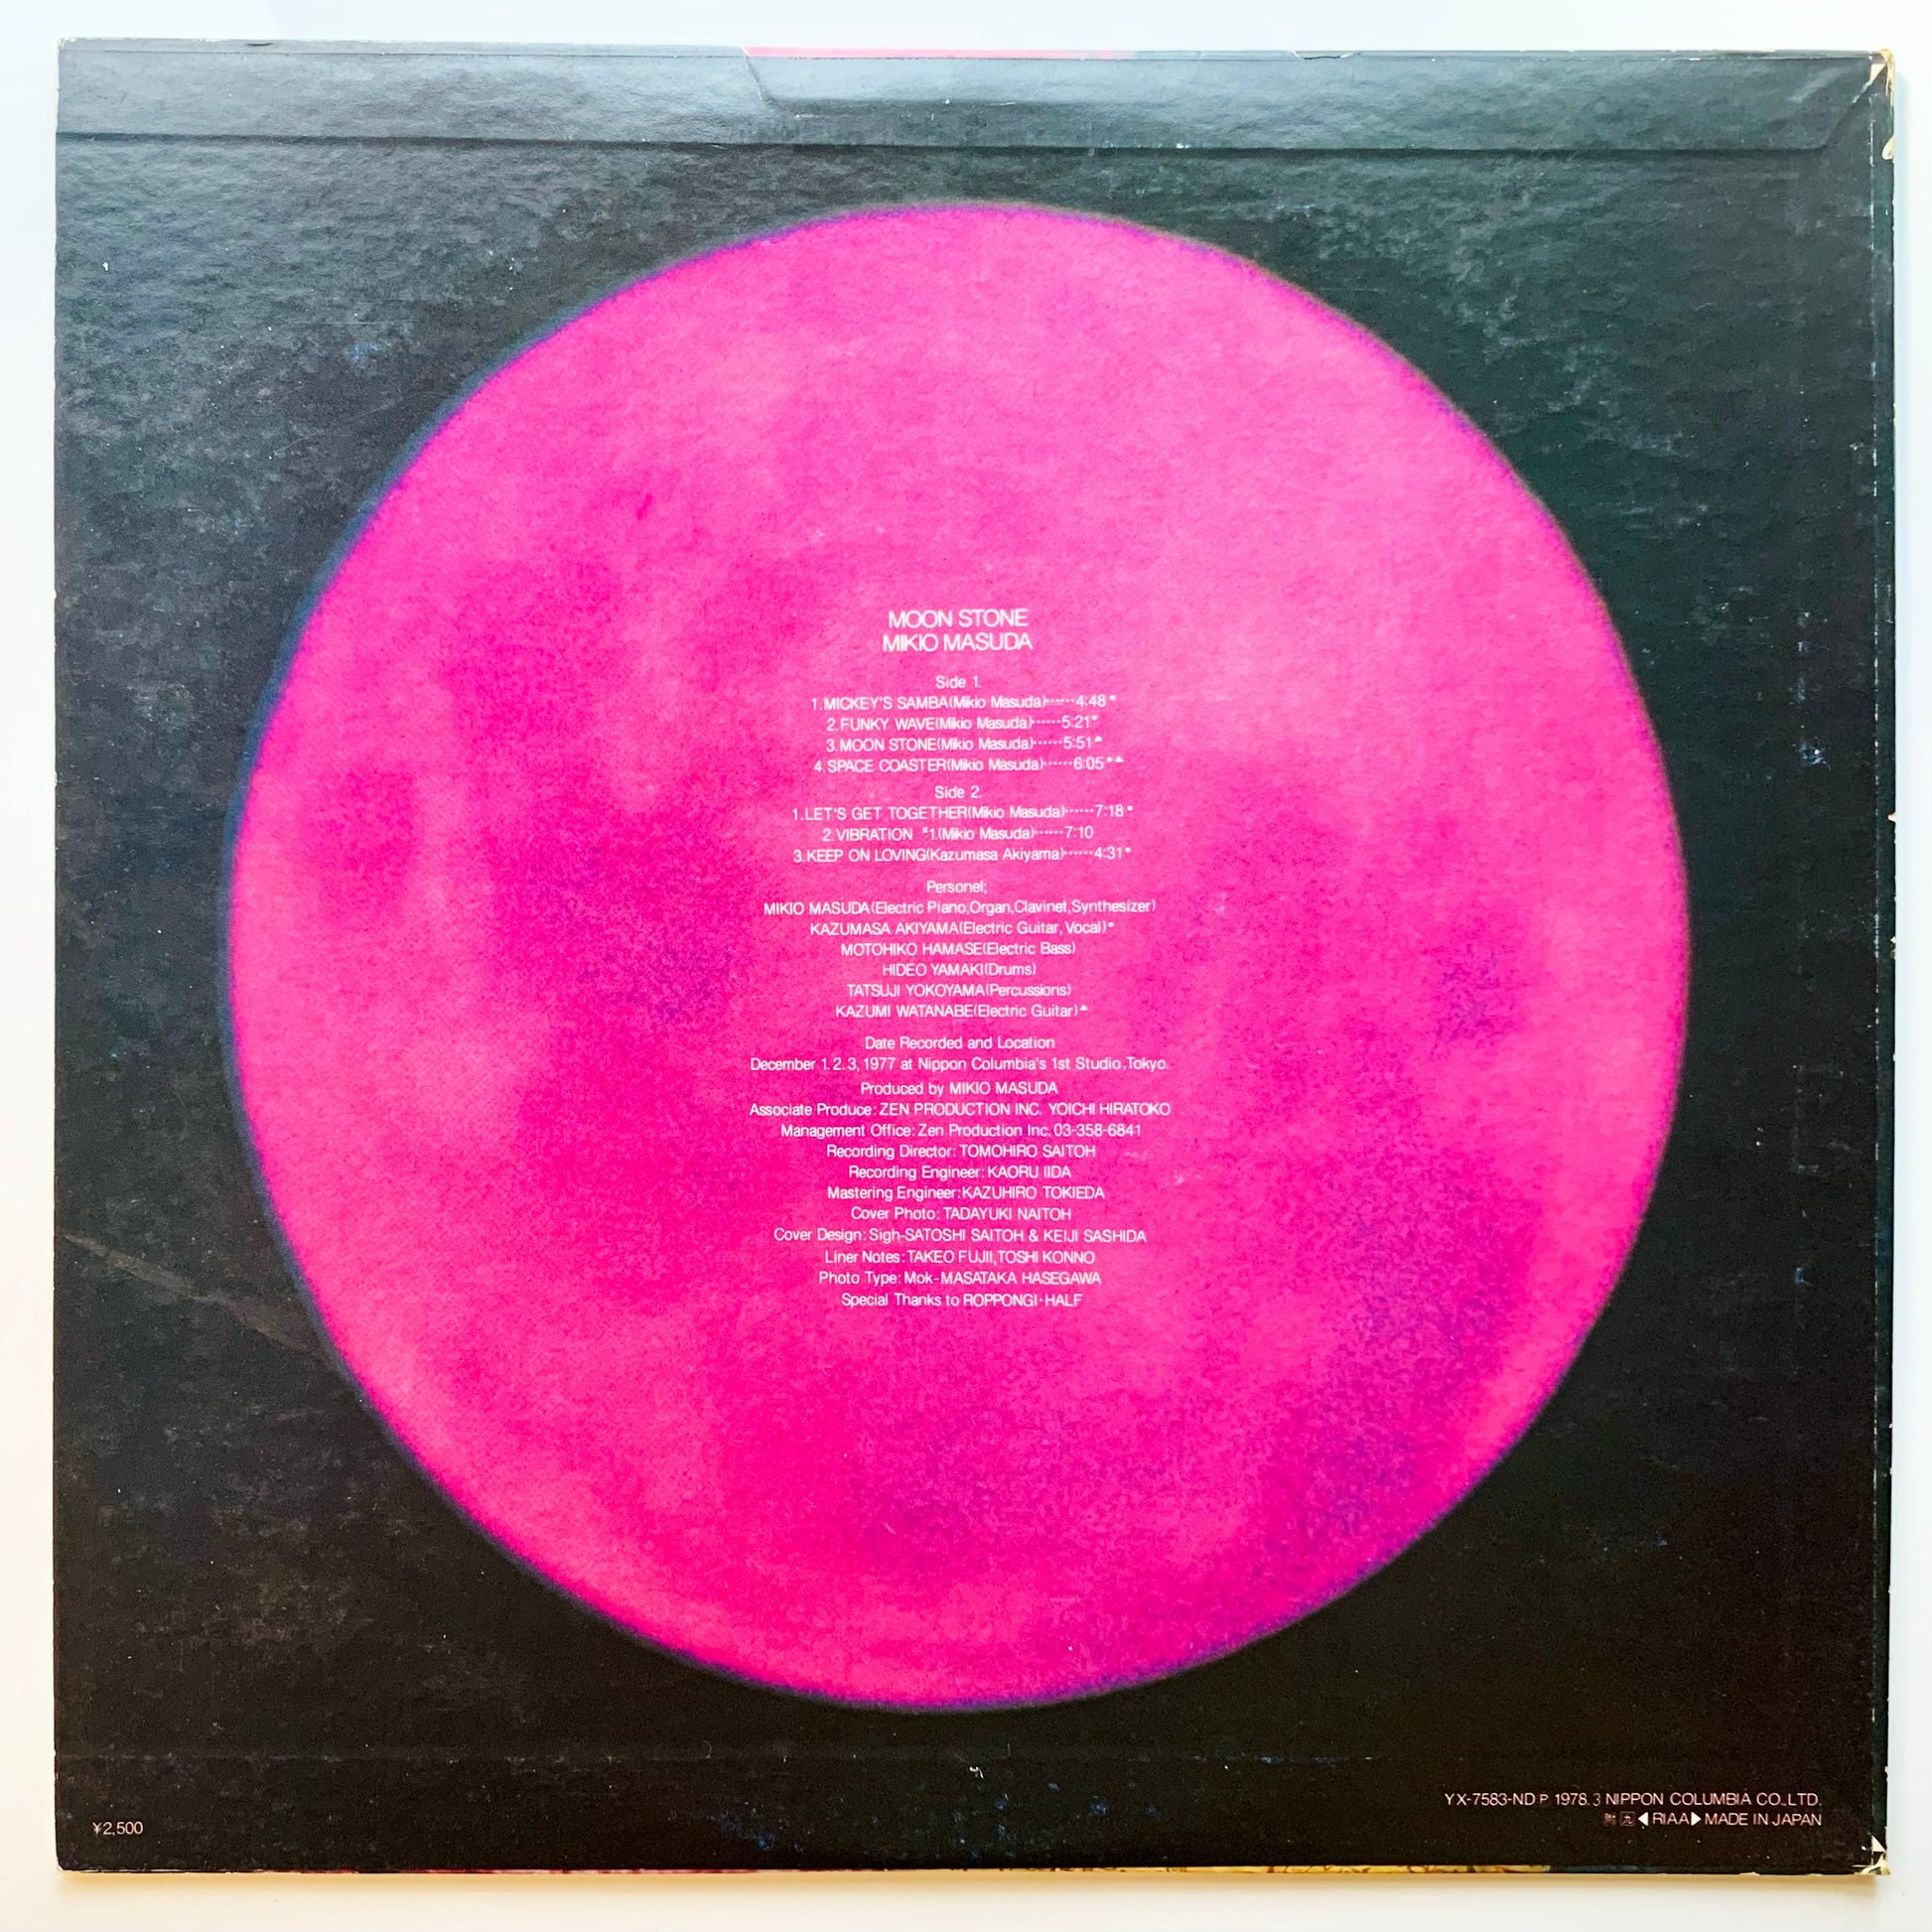 MOON STONE
MIKIO MASUDA
Side 1.
1.MICKEY'S SAMBA(Mikio Masuda)······4:48●
2.FUNKY WAVE(Mikio Masuda)······5:21●
3.MOON STONE(Mikio Masuda)······5:51▲
4.SPACE COASTER(Mikio Masuda)······6:05●▲
Side 2.
1.LET'S GET TOGETHER(Mikio Masuda)······7:18●
2.VIBRATION #1.(Mikio Masuda)······7:10
3.KEEP ON LOVING(Kazumasa Akiyama)······4:31●
Personel;
MIKIO MASUDA(Electric Piano,Organ,Clavinet,Synthesizer)
KAZUMASA AKIYAMA(Electric Guitar,Vocal)●
MOTOHIKO HAMASE(Electric Bass)
HIDEO YAMAKI(Drums)
TATSUJI YOKOYAMA(Percussions)
KAZUMI WATANABE(Electric Guitar)▲
Date Recorded and Location
December 1.2.3,1977 at Nippon Columbia's 1st Studio,Tokyo.
Produced by MIKIO MASUDA
Associate Produce: ZEN PRODUCTION INC. YOICHI HIRATOKO
Management Office: Zen Production Inc. 03-358-6841
Recording Director: TOMOHIRO SAITOH
Recording Engineer: KAORU IIDA
Mastering Engineer: KAZUHIRO TOKIEDA
Cover Photo: TADAYUKI NAITOH
Cover Design: Sigh-SATOSHI SAITOH & KEIJI SASHIDA
Liner Notes: TAKEO FUJII,TOSHI KONNO
Photo Type: Mok-MASATAKA HASEGAWA
Special Thanks to ROPPONGI·HALF
YX-7583-ND P 1978.3 NIPPON COLUMBIA CO.,LTD.
◀RIAA▶ MADE IN JAPAN
¥2,500